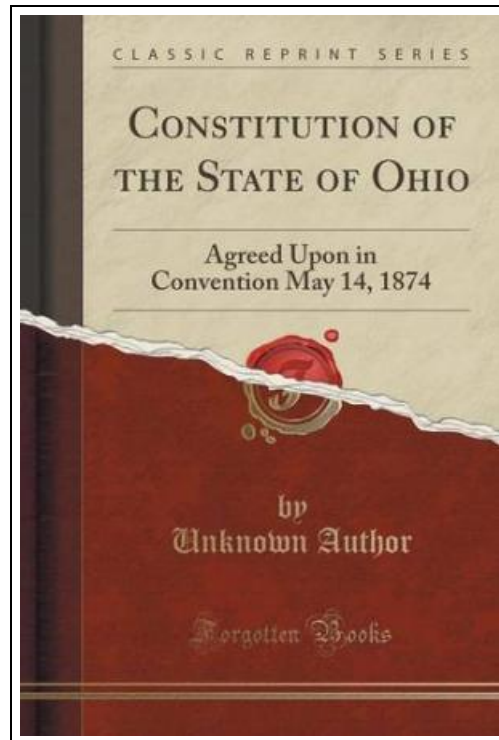 CLASSIC REPRINT SERIES
CONSTITUTION OF
THE STATE OF OHIO
Agreed Upon in
Convention May 14, 1874
by
Unknown Author
Forgotten Books